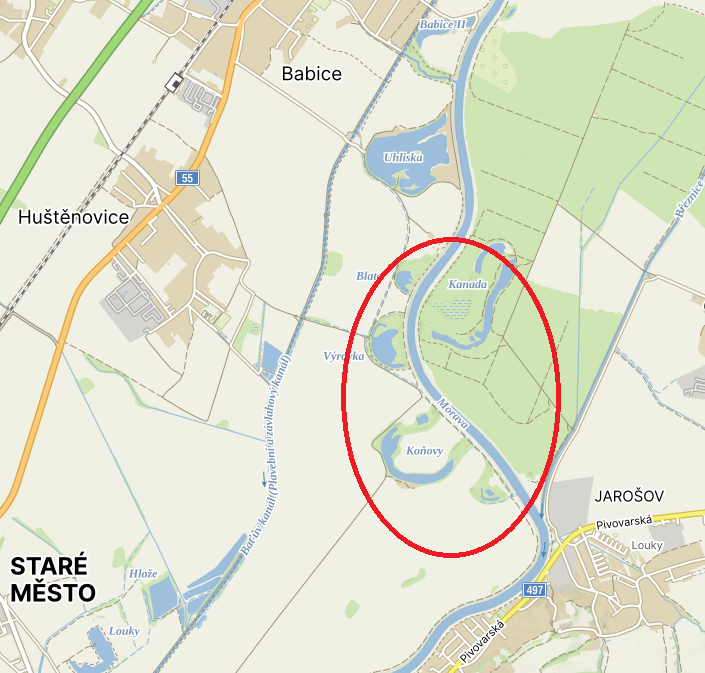 Babice II
Babice
Uhliska
55
Březnice
Huštěnovice
Blata
Kanada
Výrovka
Morava
Koňovy
Baťův kanál (Plavební a závlahový kanál)
JAROŠOV
Pivovarská
Louky
STARÉ
MĚSTO
Hlože
497
Louky
Pivovarská